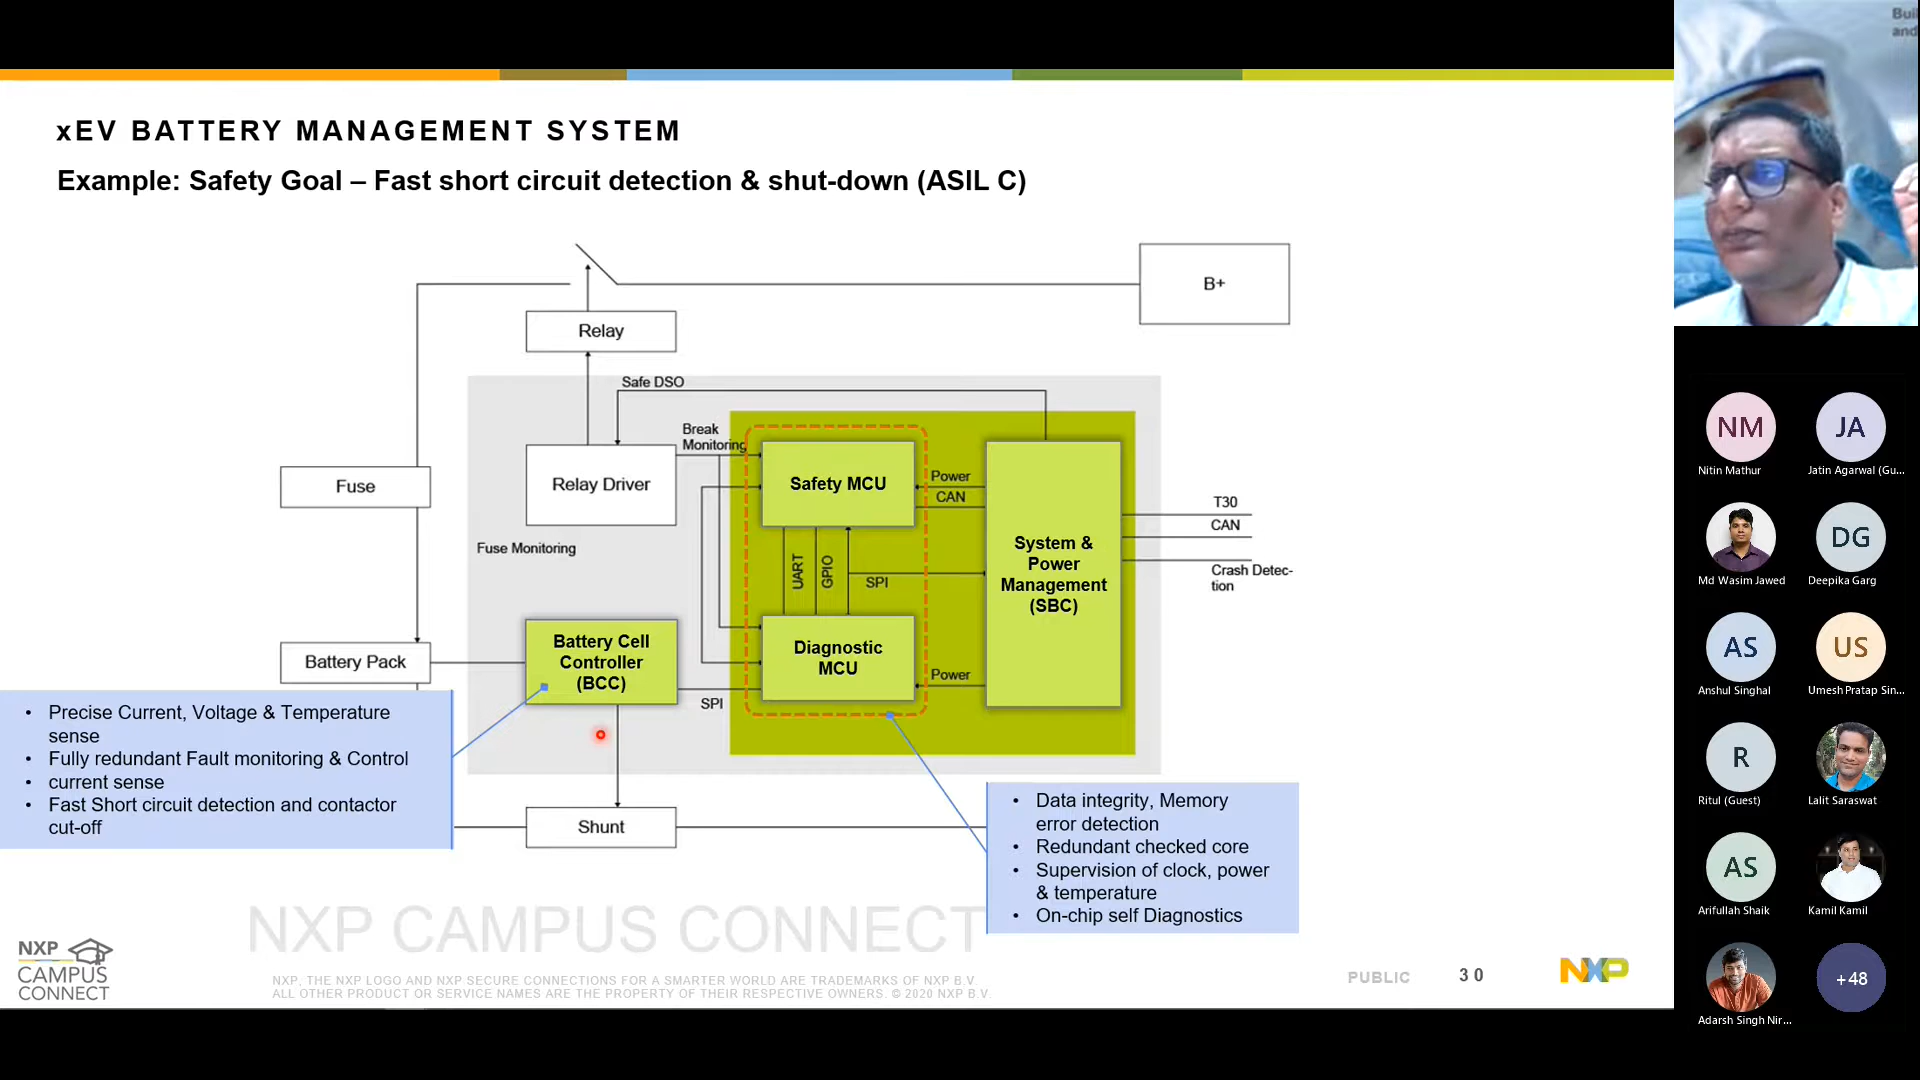 Buil
and
xEV BATTERY MANAGEMENT SYSTEM
Example: Safety Goal – Fast short circuit detection & shut-down (ASIL C)
B+
Relay
Safe DSO
Break
Monitoring
Relay Driver
Safety MCU
Power
CAN
Fuse
Fuse Monitoring
UART
GPIO
SPI
System &
Power
Management
(SBC)
T30
CAN
Crash Detec-
tion
Battery Pack
Battery Cell
Controller
(BCC)
SPI
Diagnostic
MCU
Power
• Precise Current, Voltage & Temperature
sense
• Fully redundant Fault monitoring & Control
• current sense
• Fast Short circuit detection and contactor
cut-off
Shunt
• Data integrity, Memory
error detection
• Redundant checked core
• Supervision of clock, power
& temperature
• On-chip self Diagnostics
NXP CAMPUS CONNECT
NXP
CAMPUS
CONNECT
NXP, THE NXP LOGO AND NXP SECURE CONNECTIONS FOR A SMARTER WORLD ARE TRADEMARKS OF NXP B.V.
ALL OTHER PRODUCT OR SERVICE NAMES ARE THE PROPERTY OF THEIR RESPECTIVE OWNERS. © 2020 NXP B.V.
PUBLIC
30
NXP
NM
Nitin Mathur
JA
Jatin Agarwal (Gu...
Md Wasim Jawed
DG
Deepika Garg
AS
Anshul Singhal
US
Umesh Pratap Sin...
R
Ritul (Guest)
Lalit Saraswat
AS
Arifullah Shaik
Kamil Kamil
Adarsh Singh Nir...
+48